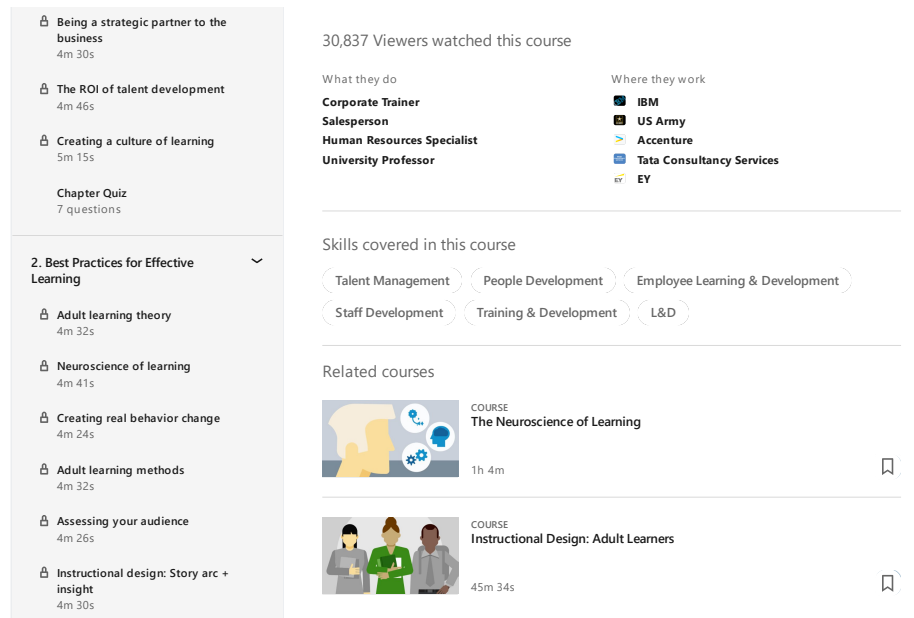 Being a strategic partner to the
business
4m 30s
The ROI of talent development
4m 46s
Creating a culture of learning
5m 15s
Chapter Quiz
7 questions
2. Best Practices for Effective
Learning
Adult learning theory
4m 32s
Neuroscience of learning
4m 41s
Creating real behavior change
4m 24s
Adult learning methods
4m 32s
Assessing your audience
4m 26s
Instructional design: Story arc +
insight
4m 30s
30,837 Viewers watched this course
What they do
Corporate Trainer
Salesperson
Human Resources Specialist
University Professor
Where they work
IBM
US Army
Accenture
Tata Consultancy Services
EY EY
Skills covered in this course
Talent Management People Development Employee Learning & Development
Staff Development Training & Development L&D
Related courses
COURSE
The Neuroscience of Learning
1h 4m
COURSE
Instructional Design: Adult Learners
45m 34s